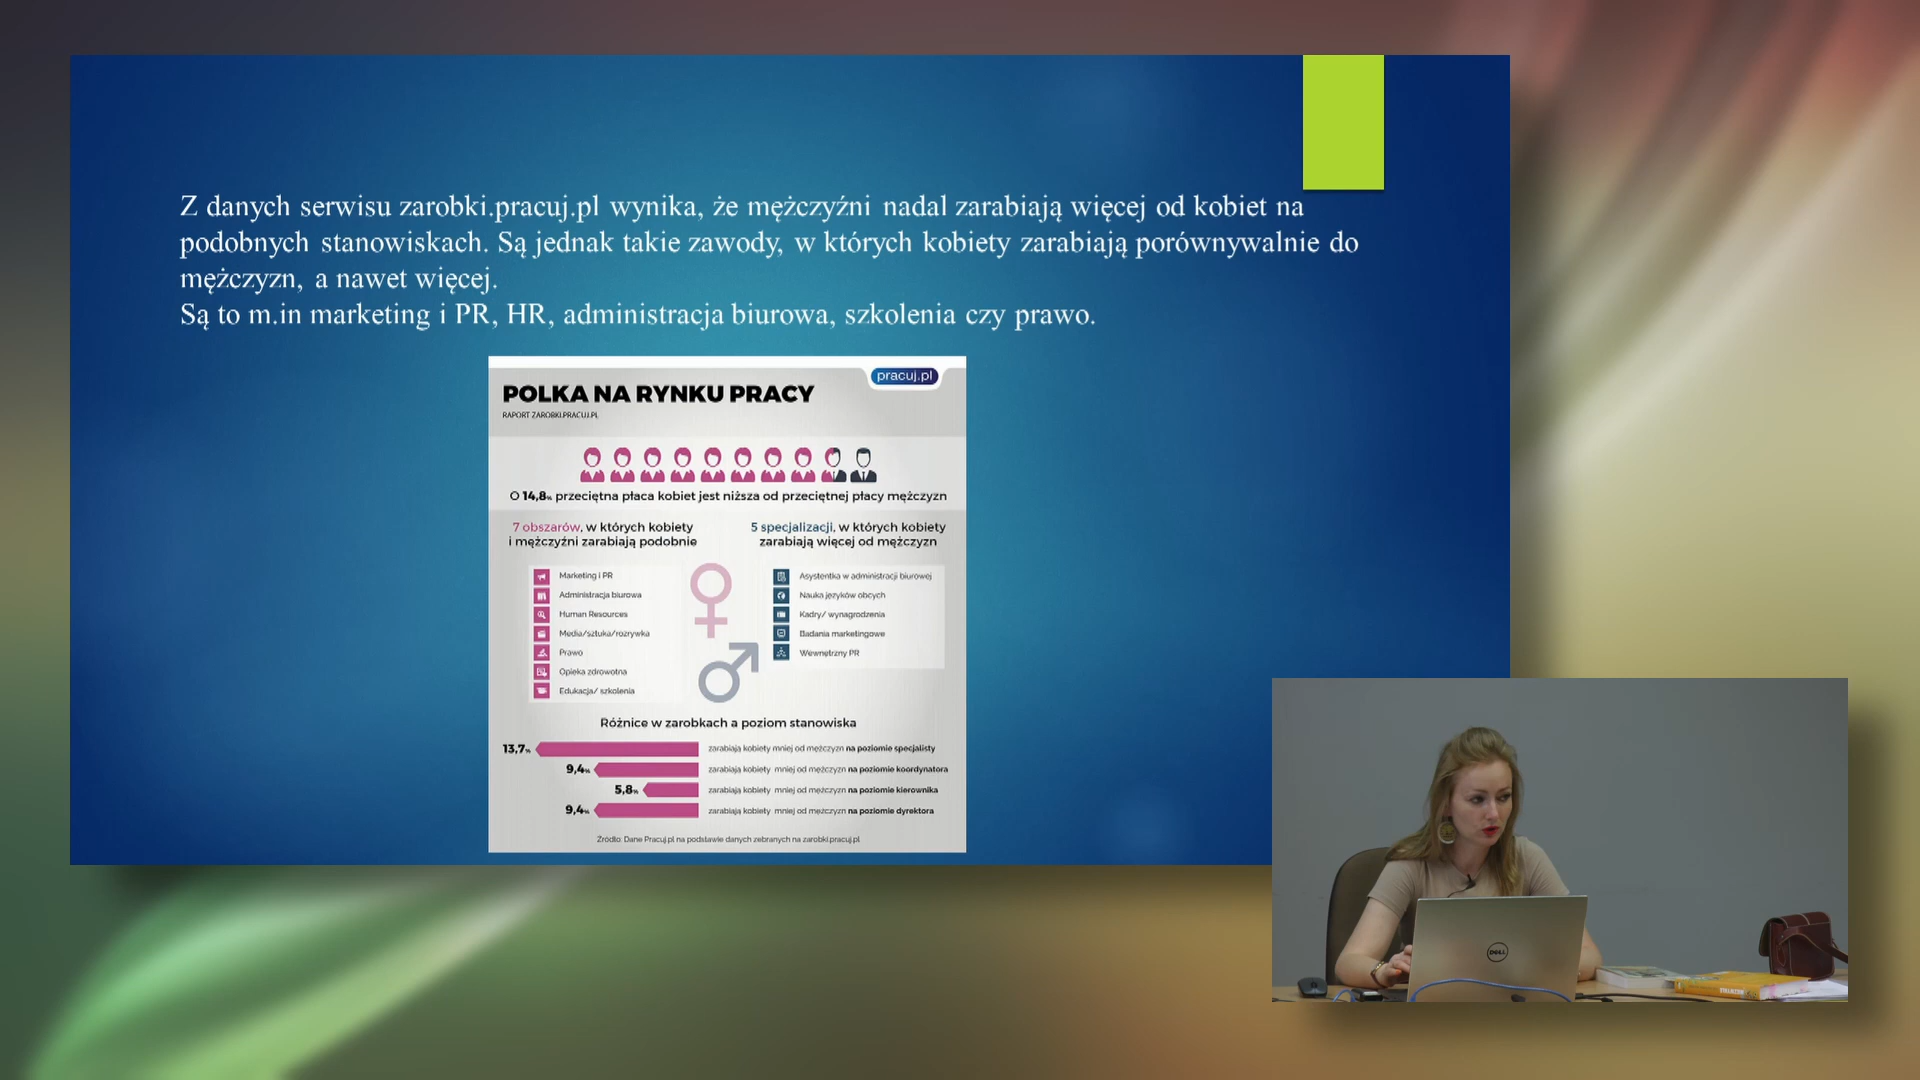 Z danych serwisu zarobki.pracuj.pl wynika, że mężczyźni nadal zarabiają więcej od kobiet na
podobnych stanowiskach. Są jednak takie zawody, w których kobiety zarabiają porównywalnie do
mężczyzn, a nawet więcej.
Są to m.in marketing i PR, HR, administracja biurowa, szkolenia czy prawo.
pracuj.pl
POLKA NA RYNKU PRACY
RAPORT ZAROBKI.PRACUJ.PL
O 14,8% przeciętna płaca kobiet jest niższa od przeciętnej płacy mężczyzn
7 obszarów, w których kobiety
i mężczyźni zarabiają podobnie
Marketing i PR
Administracja biurowa
Human Resources
Media/sztuka/rozrywka
Prawo
Opieka zdrowotna
Edukacja/ szkolenia
5 specjalizacji, w których kobiety
zarabiają więcej od mężczyzn
Asystentka w administracji biurowej
Nauka języków obcych
Kadry/ wynagrodzenia
Badania marketingowe
Wewnętrzny PR
Różnice w zarobkach a poziom stanowiska
13,7% zarabiają kobiety mniej od mężczyzn na poziomie specjalisty
9,4% zarabiają kobiety mniej od mężczyzn na poziomie koordynatora
5,8% zarabiają kobiety mniej od mężczyzn na poziomie kierownika
9,4% zarabiają kobiety mniej od mężczyzn na poziomie dyrektora
Źródło: Dane Pracuj.pl na podstawie danych zebranych na zarobki.pracuj.pl
DELL